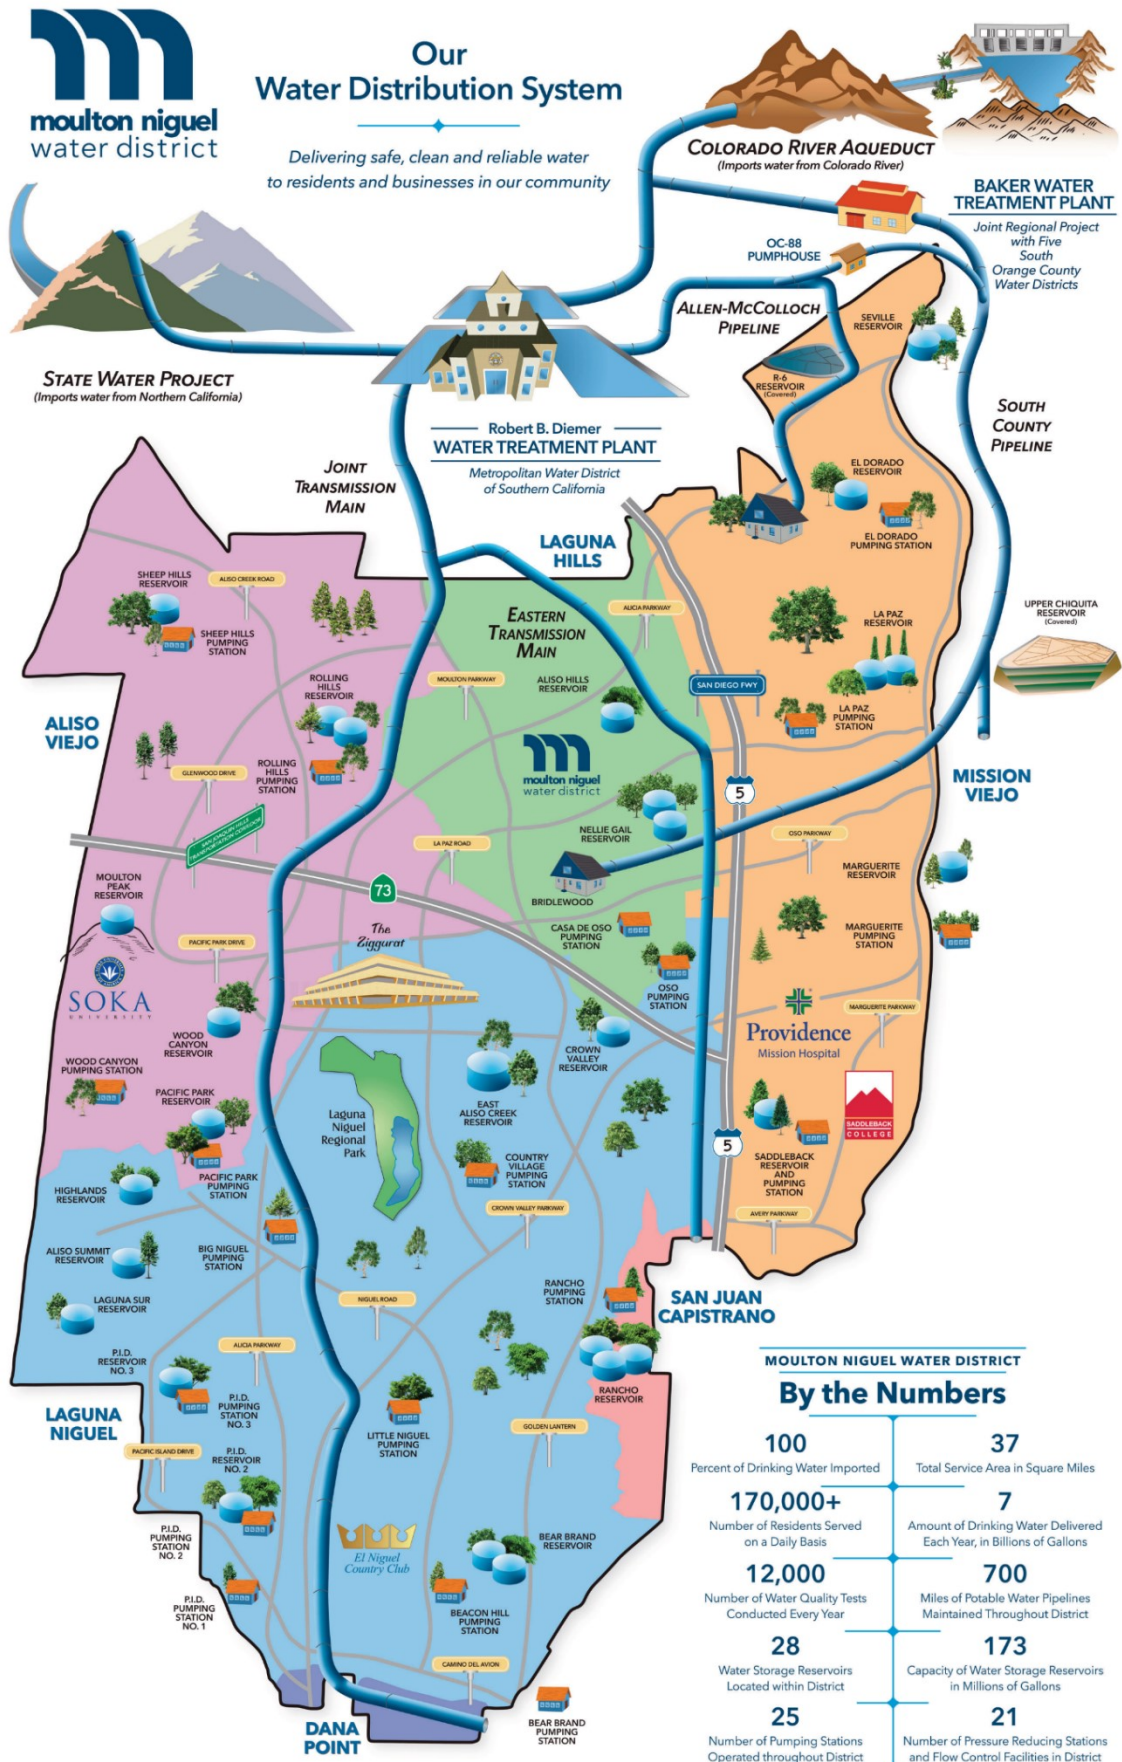 moulton niguel
water district
Our
Water Distribution System
Delivering safe, clean and reliable water
to residents and businesses in our community
COLORADO RIVER AQUEDUCT
(Imports water from Colorado River)
BAKER WATER
TREATMENT PLANT
Joint Regional Project
with Five
South
Orange County
Water Districts
OC-88
PUMPHOUSE
ALLEN-MCCOLLOCH
PIPELINE
SEVILLE
RESERVOIR
STATE WATER PROJECT
(Imports water from Northern California)
R-6
RESERVOIR
(Covered)
SOUTH
COUNTY
PIPELINE
Robert B. Diemer
WATER TREATMENT PLANT
Metropolitan Water District
of Southern California
JOINT
TRANSMISSION
MAIN
EL DORADO
RESERVOIR
EL DORADO
PUMPING STATION
LAGUNA
HILLS
SHEEP HILLS
RESERVOIR
ALISO CREEK ROAD
SHEEP HILLS
PUMPING
STATION
EASTERN
TRANSMISSION
MAIN
ALICIA PARKWAY
LA PAZ
RESERVOIR
UPPER CHIQUITA
RESERVOIR
(Covered)
ROLLING
HILLS
RESERVOIR
MOULTON PARKWAY
ALISO HILLS
RESERVOIR
SAN DIEGO FWY
LA PAZ
PUMPING
STATION
ALISO
VIEJO
ROLLING
HILLS
PUMPING
STATION
GLENWOOD DRIVE
moulton niguel
water district
5
MISSION
VIEJO
SAN JOAQUIN HILLS
TRANSPORTATION CORRIDOR
LA PAZ ROAD
NELLIE GAIL
RESERVOIR
OSO PARKWAY
MOULTON
PEAK
RESERVOIR
73
BRIDLEWOOD
MARGUERITE
RESERVOIR
PACIFIC PARK DRIVE
The
Ziggurat
CASA DE OSO
PUMPING
STATION
MARGUERITE
PUMPING
STATION
SOKA
UNIVERSITY
OSO
PUMPING
STATION
MARGUERITE PARKWAY
Providence
Mission Hospital
WOOD
CANYON
RESERVOIR
CROWN
VALLEY
RESERVOIR
WOOD CANYON
PUMPING STATION
PACIFIC PARK
RESERVOIR
Laguna
Niguel
Regional
Park
EAST
ALISO CREEK
RESERVOIR
SADDLEBACK
COLLEGE
5
PACIFIC PARK
PUMPING
STATION
COUNTRY
VILLAGE
PUMPING
STATION
SADDLEBACK
RESERVOIR
AND
PUMPING
STATION
HIGHLANDS
RESERVOIR
CROWN VALLEY PARKWAY
AVERY PARKWAY
ALISO SUMMIT
RESERVOIR
BIG NIGUEL
PUMPING
STATION
LAGUNA SUR
RESERVOIR
NIGUEL ROAD
RANCHO
PUMPING
STATION
SAN JUAN
CAPISTRANO
ALICIA PARKWAY
P.I.D.
RESERVOIR
NO. 3
P.I.D.
PUMPING
STATION
NO. 3
RANCHO
RESERVOIR
LAGUNA
NIGUEL
LITTLE NIGUEL
PUMPING
STATION
GOLDEN LANTERN
PACIFIC ISLAND DRIVE
P.I.D.
RESERVOIR
NO. 2
P.I.D.
PUMPING
STATION
NO. 2
El Niguel
Country Club
BEAR BRAND
RESERVOIR
P.I.D.
PUMPING
STATION
NO. 1
BEACON HILL
PUMPING
STATION
CAMINO DEL AVION
DANA
POINT
BEAR BRAND
PUMPING
STATION
MOULTON NIGUEL WATER DISTRICT
By the Numbers
100
Percent of Drinking Water Imported
37
Total Service Area in Square Miles
170,000+
Number of Residents Served
on a Daily Basis
7
Amount of Drinking Water Delivered
Each Year, in Billions of Gallons
12,000
Number of Water Quality Tests
Conducted Every Year
700
Miles of Potable Water Pipelines
Maintained Throughout District
28
Water Storage Reservoirs
Located within District
173
Capacity of Water Storage Reservoirs
in Millions of Gallons
25
Number of Pumping Stations
Operated throughout District
21
Number of Pressure Reducing Stations
and Flow Control Facilities in District